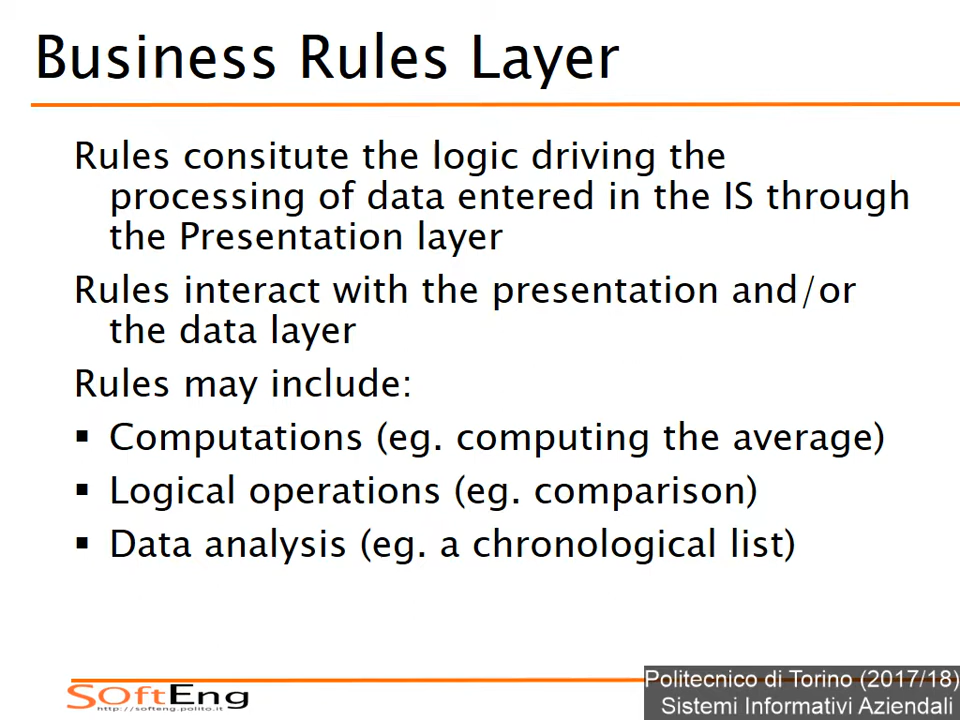 Business Rules Layer
Rules consitute the logic driving the
processing of data entered in the IS through
the Presentation layer
Rules interact with the presentation and/or
the data layer
Rules may include:
▪ Computations (eg. computing the average)
▪ Logical operations (eg. comparison)
▪ Data analysis (eg. a chronological list)
SOftEng
http://softeng.polito.it
Politecnico di Torino (2017/18)
Sistemi Informativi Aziendali